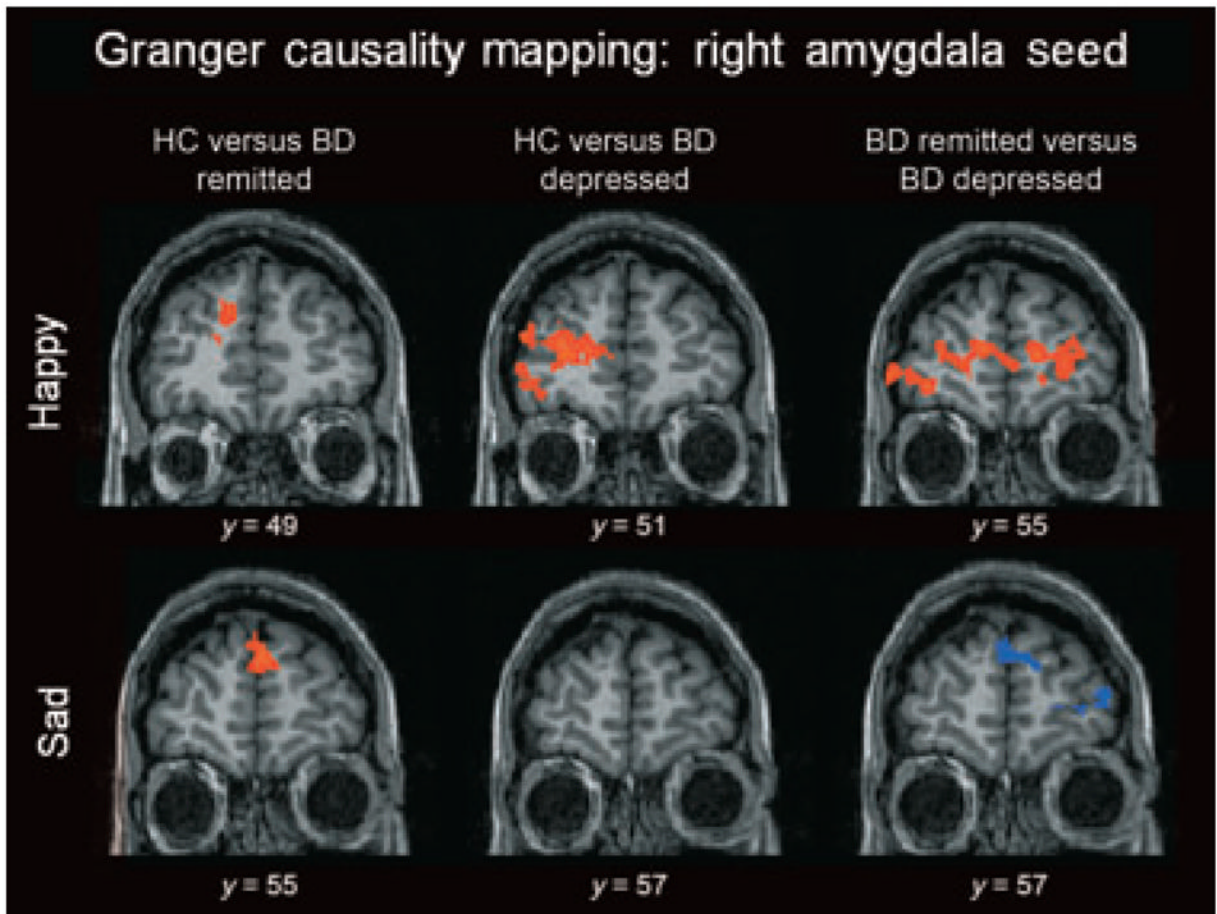 Granger causality mapping: right amygdala seed
HC versus BD
remitted
HC versus BD
depressed
BD remitted versus
BD depressed
Happy
y = 49
y = 51
y = 55
Sad
y = 55
y = 57
y = 57